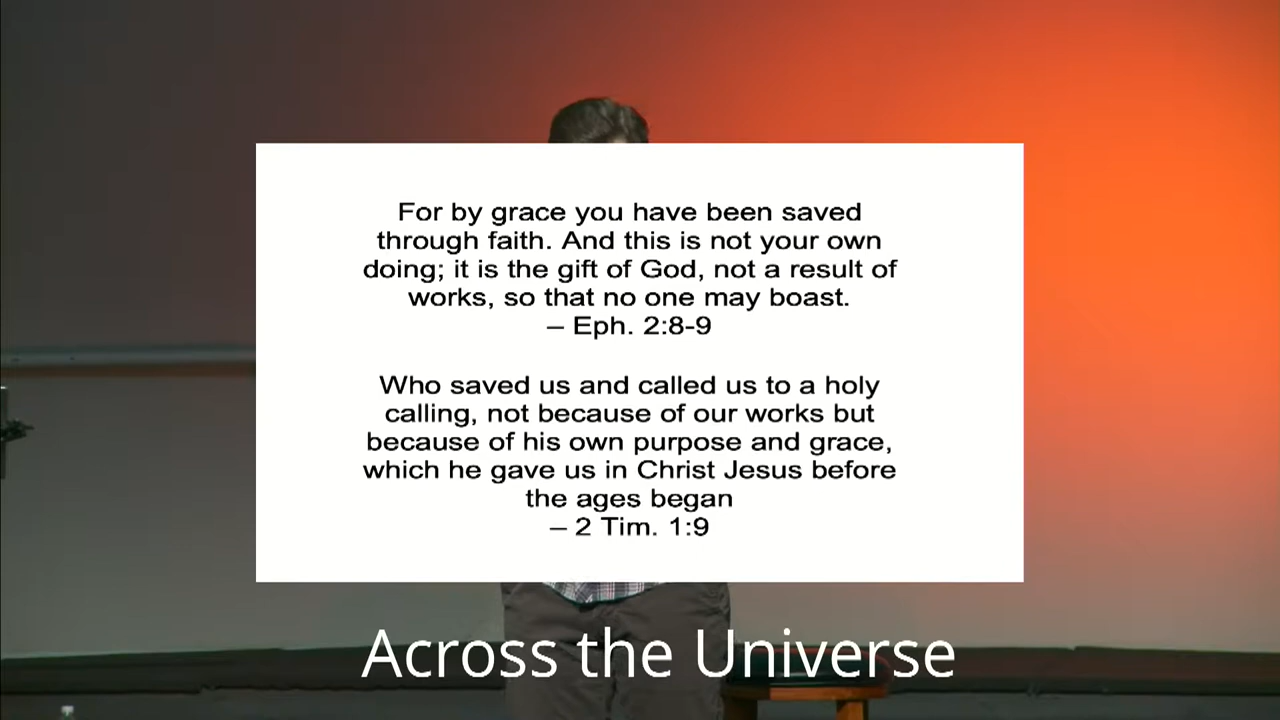 For by grace you have been saved
through faith. And this is not your own
doing; it is the gift of God, not a result of
works, so that no one may boast.
– Eph. 2:8-9
Who saved us and called us to a holy
calling, not because of our works but
because of his own purpose and grace,
which he gave us in Christ Jesus before
the ages began
– 2 Tim. 1:9
Across the Universe